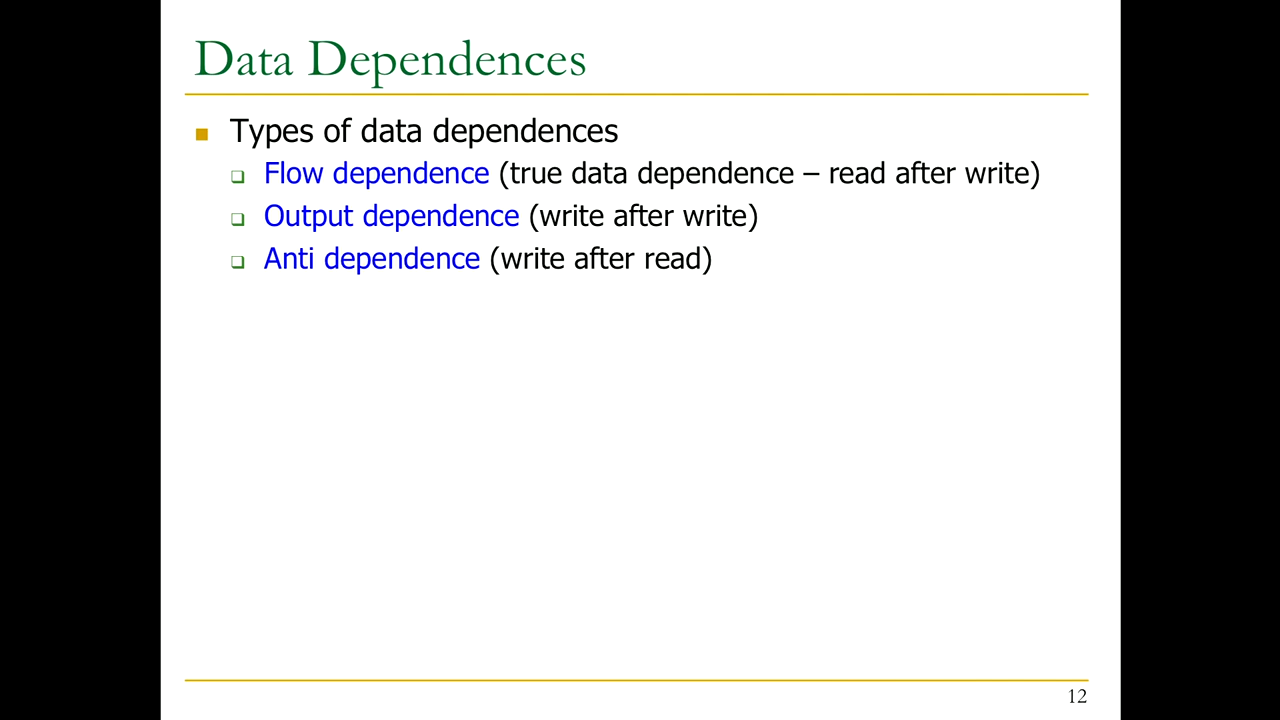 Data Dependences
Types of data dependences
Flow dependence (true data dependence – read after write)
Output dependence (write after write)
Anti dependence (write after read)
12